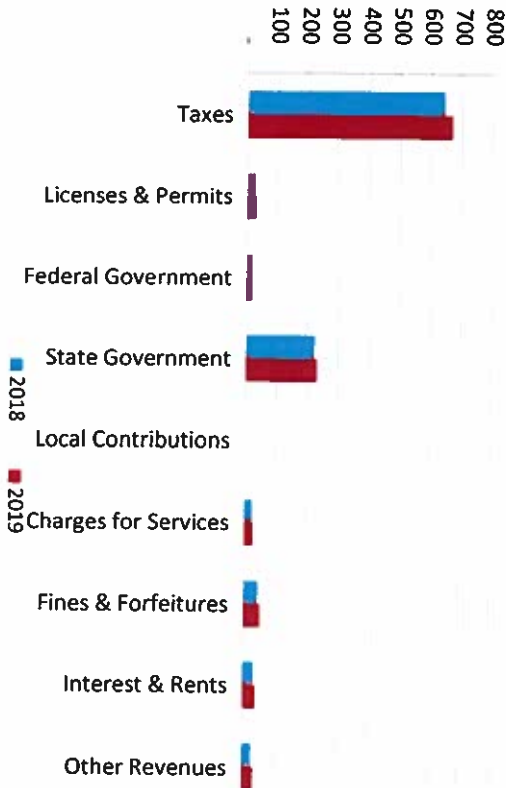 800
700
600
500
400
300
200
100
-
Taxes
Licenses & Permits
Federal Government
State Government
Local Contributions
Charges for Services
Fines & Forfeitures
Interest & Rents
Other Revenues
2018
2019